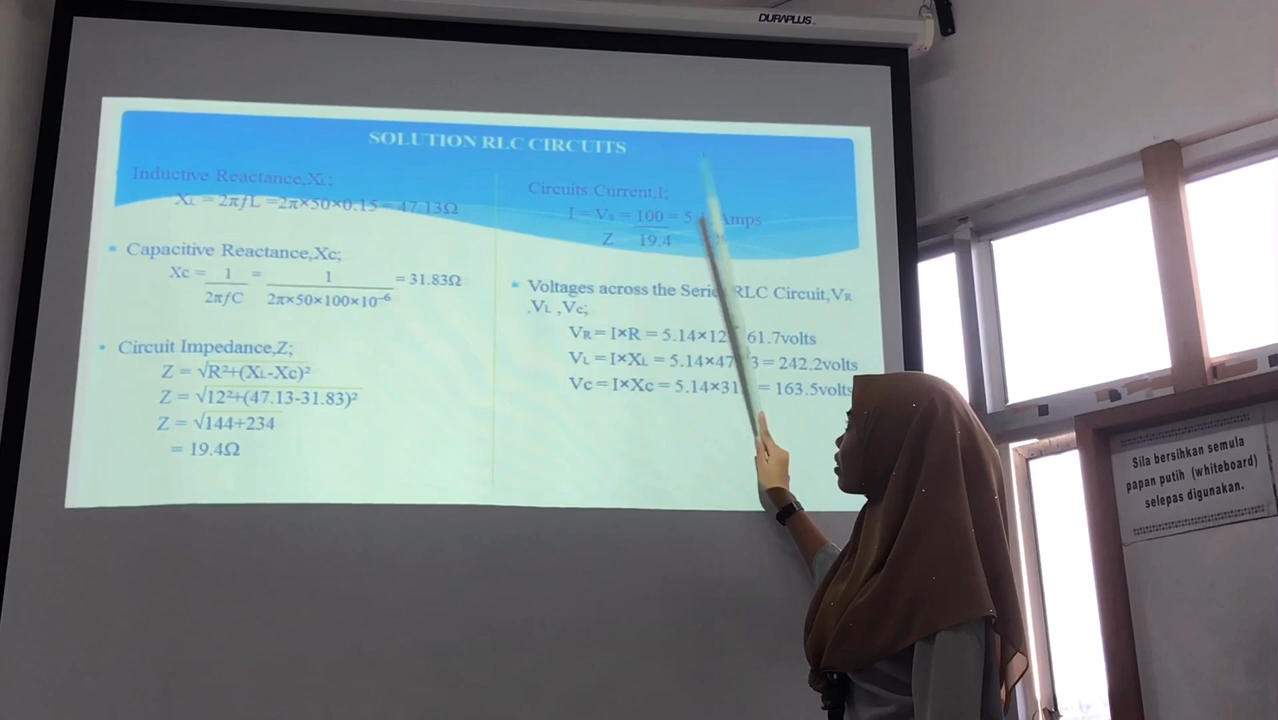 DURAPLUS
SOLUTION RLC CIRCUITS
Inductive Reactance,XL;
XL = 2πfL =2π×50×0.15 = 47.13Ω
• Capacitive Reactance,Xc;
Xc = 1 = 1 = 31.83Ω
2πfC 2π×50×100×10⁻⁶
• Circuit Impedance,Z;
Z = √R²+(XL-Xc)²
Z = √12²+(47.13-31.83)²
Z = √144+234
= 19.4Ω
Circuits Current,I;
I = Vs = 100 = 5 Amps
Z 19.4
• Voltages across the RLC Circuit,VR
,VL ,Vc;
VR = I×R = 5.14×12 61.7volts
VL = I×XL = 5.14×47 3 = 242.2volts
Vc = I×Xc = 5.14×31 = 163.5volts
Sila bersihkan semula
papan putih (whiteboard)
selepas digunakan.